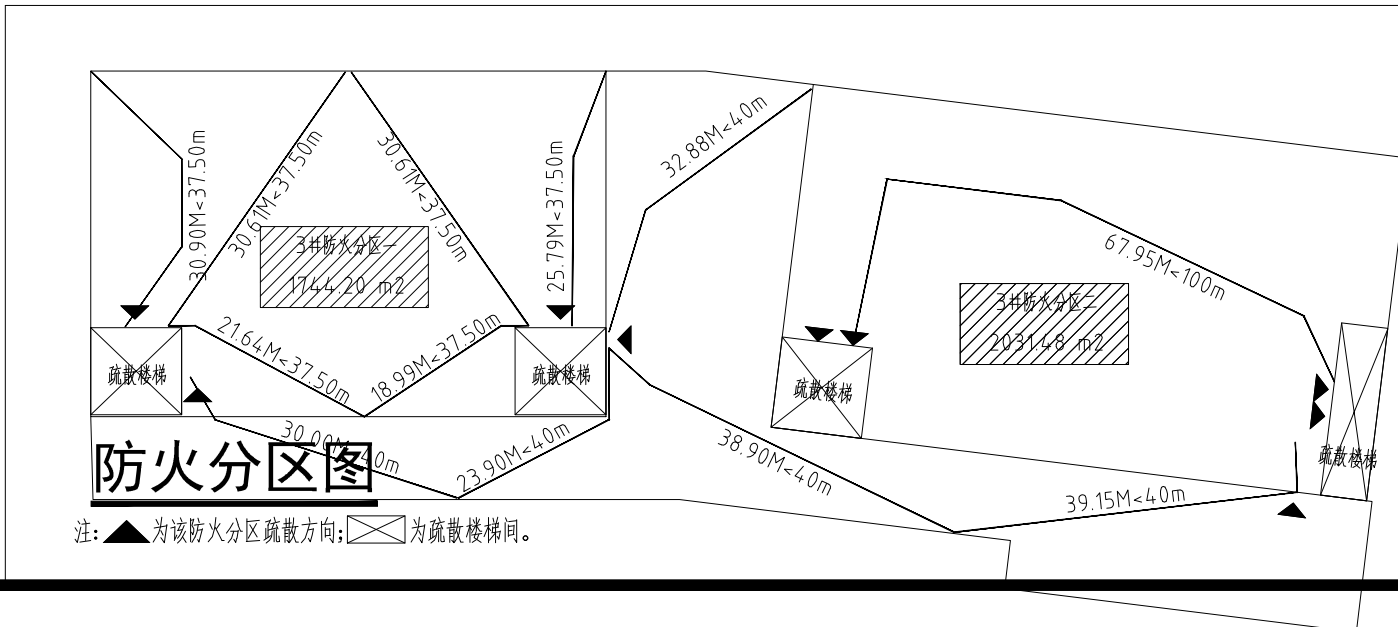 32.88M<40m
30.90M<37.50m
30.61M<37.50m
30.61M<37.50m
25.79M<37.50m
3#防火分区一
1744.20 m2
67.95M<100m
3#防火分区二
2031.48 m2
21.64M<37.50m
18.99M<37.50m
疏散楼梯
疏散楼梯
疏散楼梯
疏散楼梯
30.00M<40m
23.90M<40m
38.90M<40m
39.15M<40m
防火分区图
注:为该防火分区疏散方向;为疏散楼梯间。